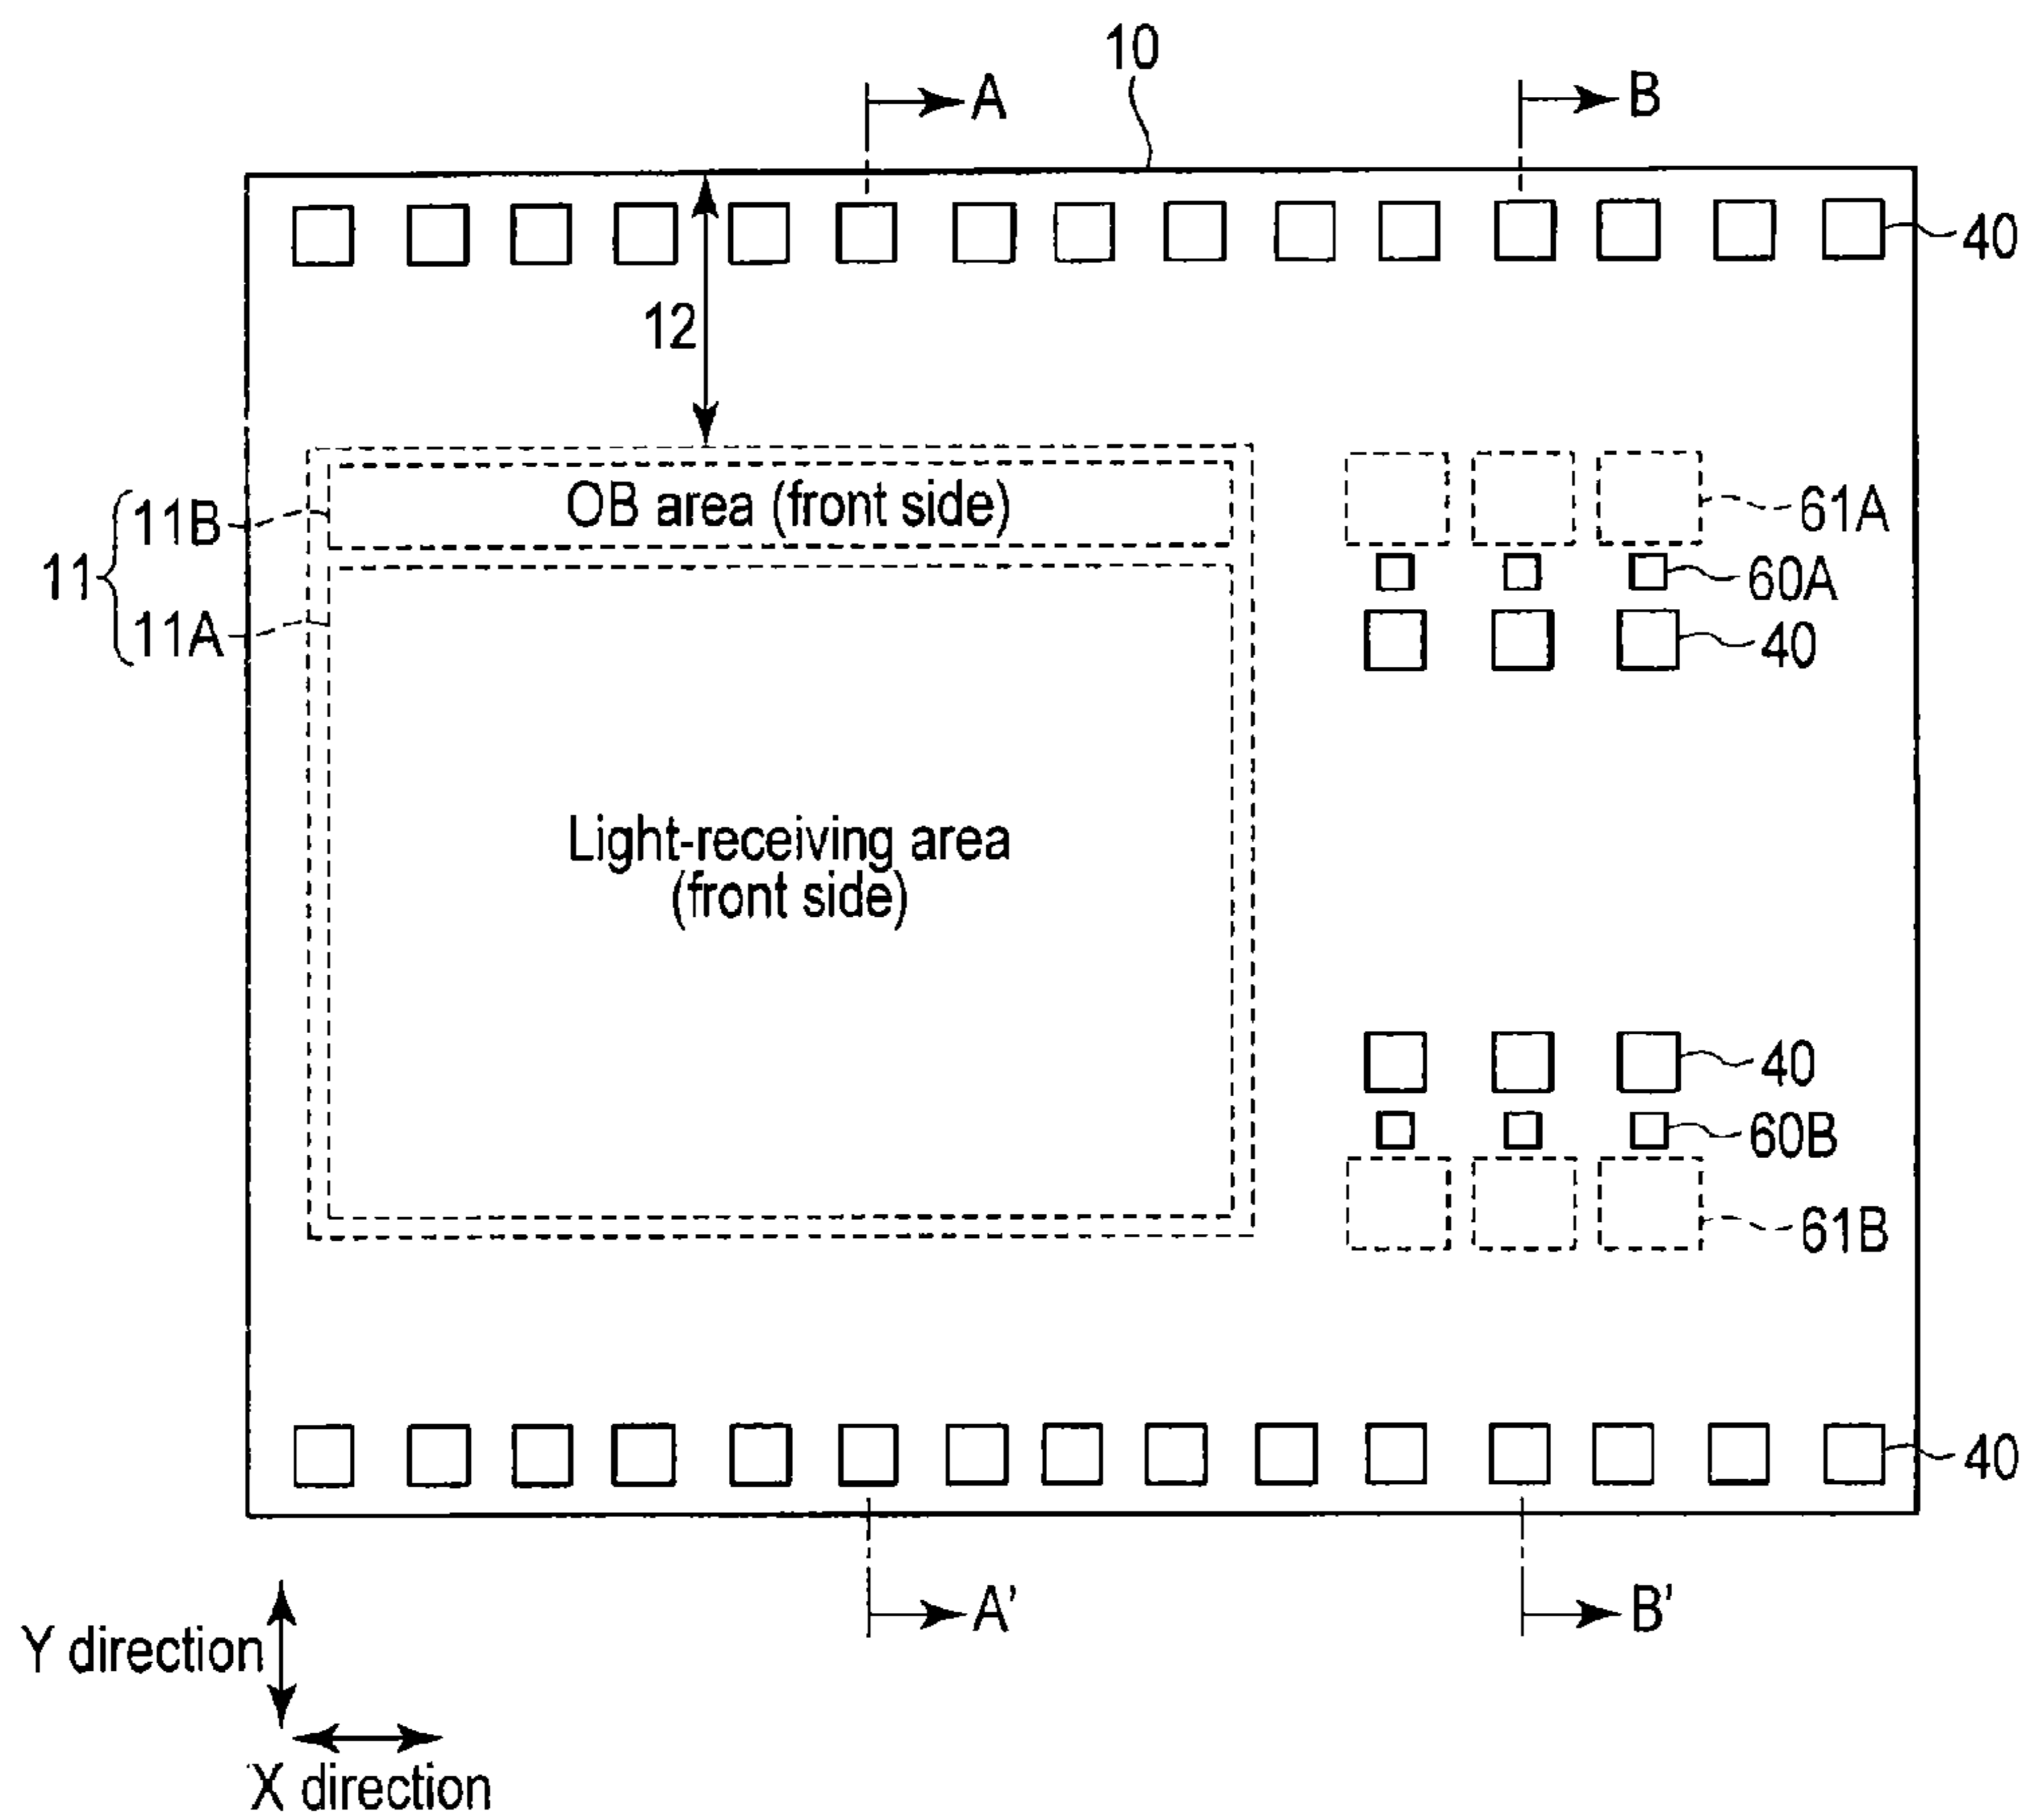 10
A
B
40
12
OB area (front side)
11B
61A
11
60A
11A
40
Light-receiving area
(front side)
40
60B
61B
40
A'
B'
Y direction
X direction